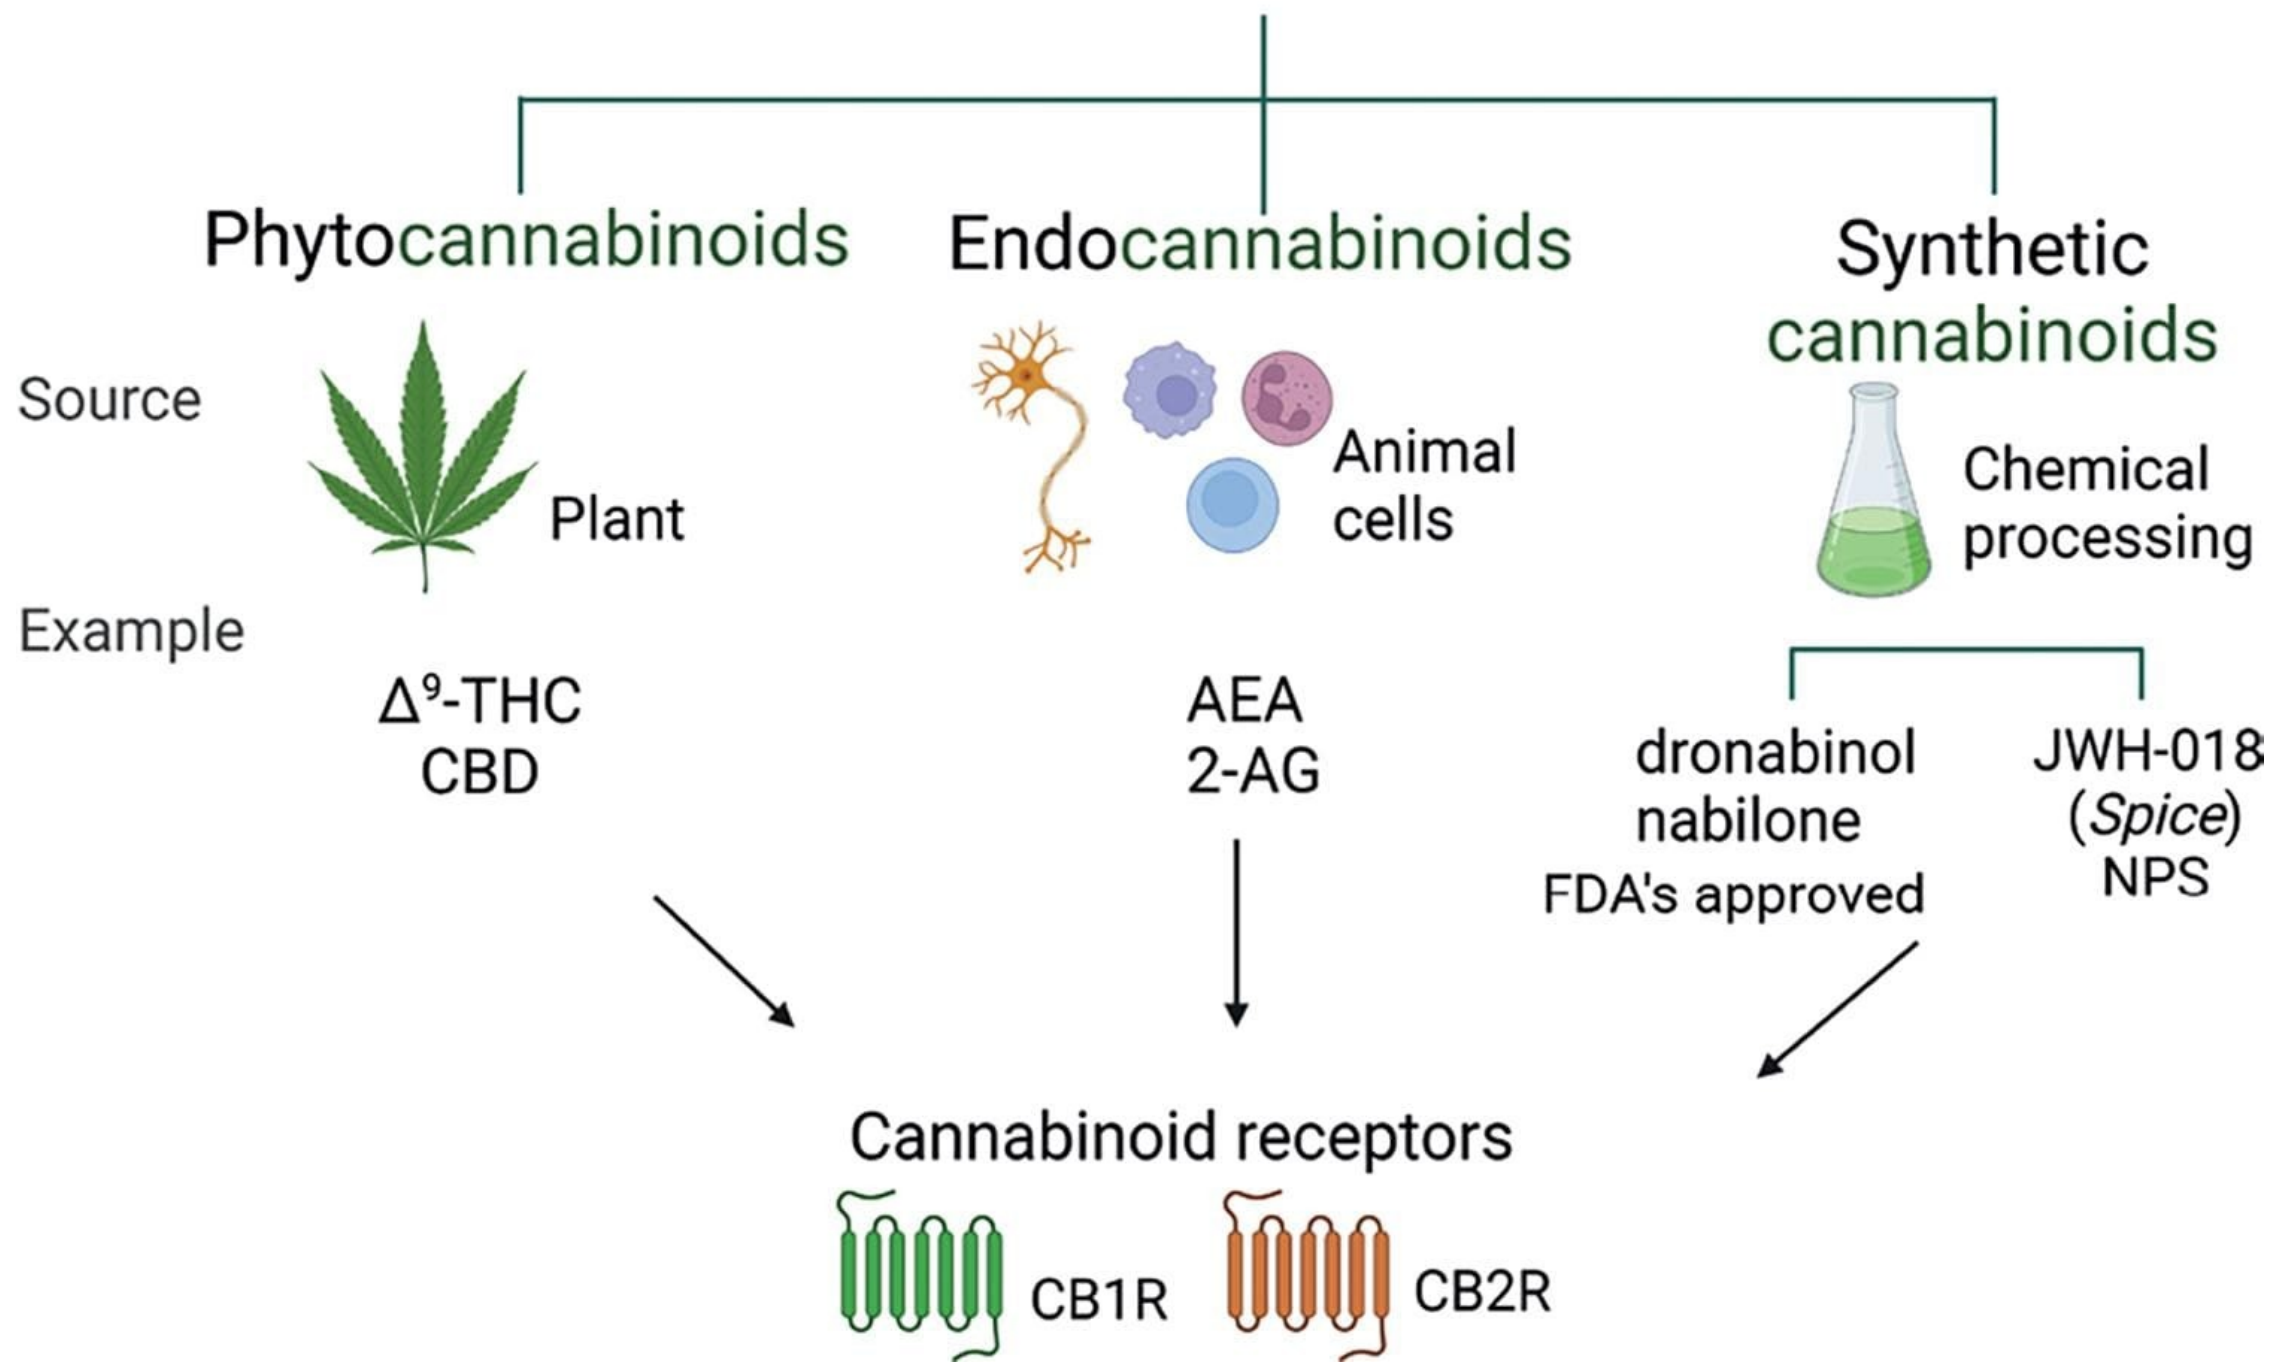 Phytocannabinoids
Endocannabinoids
Synthetic
cannabinoids
Source
Plant
Animal
cells
Chemical
processing
Example
Δ⁹-THC
CBD
AEA
2-AG
dronabinol
nabilone
FDA's approved
JWH-018
(Spice)
NPS
Cannabinoid receptors
CB1R
CB2R